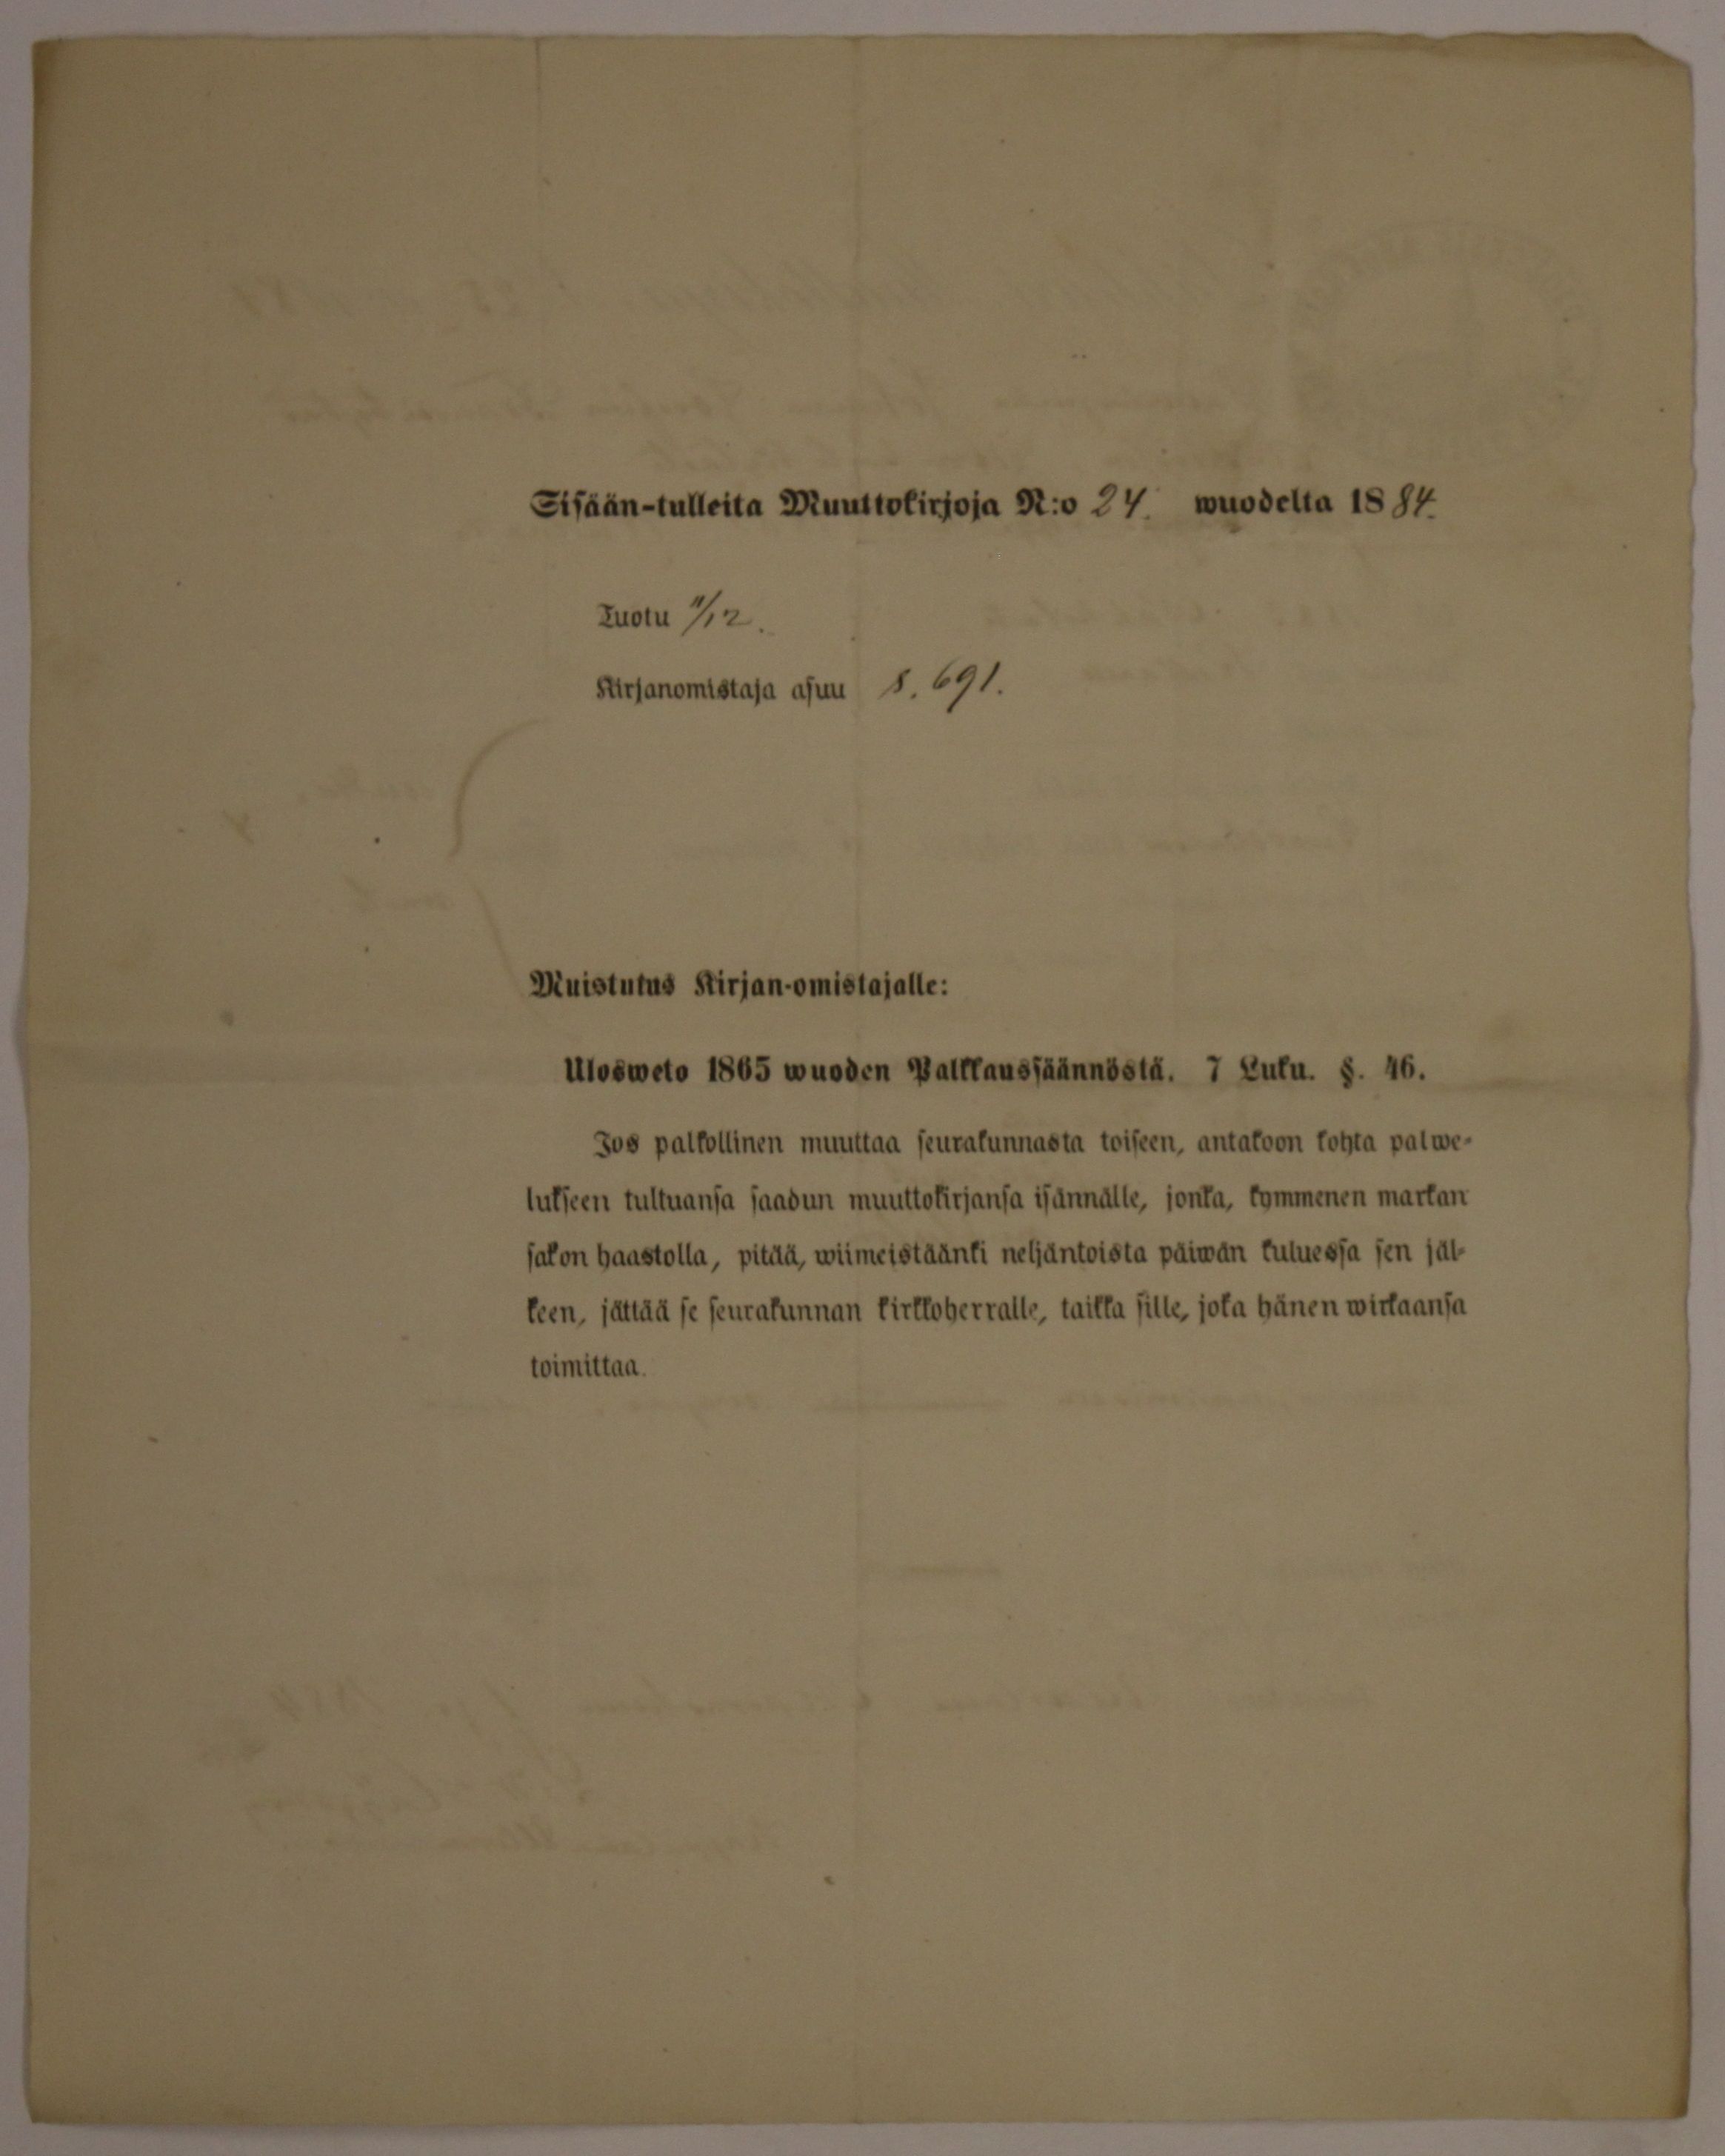 Sisään-tulleita Muuttokirjoja N:o 24. wuodelta 1884.
Tuotu 11/12.
Kirjanomistaja asuu s. 691.
Muistutus Kirjan-omistajalle:
Ulosweto 1865 wuoden Palkkaussäännöstä. 7 Luku. §. 46.
Jos palkollinen muuttaa seurakunnasta toiseen, antakoon kohta palwe-
lukseen tultuansa saadun muuttokirjansa isännälle, jonka, kymmenen markan
sakon haastolla, pitää, wiimeistäänki neljäntoista päiwän kuluessa sen jäl-
keen, jättää se seurakunnan kirkkoherralle, taikka sille, joka hänen wirkaansa
toimittaa.